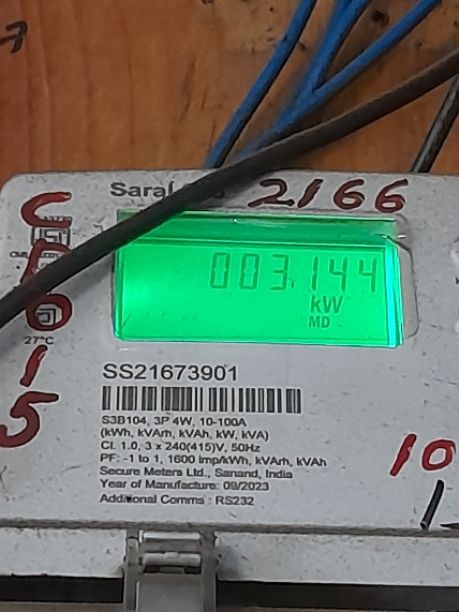 Saral
2166
003.144
kW
MD
27°C
SS21673901
S3B104, 3P 4W, 10-100A
(kWh, kVArh, kVAh, kW, kVA)
Cl. 1.0, 3 x 240(415)V, 50Hz
PF: -1 to 1, 1600 imp/kWh, kVArh, kVAh
Secure Meters Ltd., Sanand, India
Year of Manufacture: 09/2023
Additional Comms : RS232
15
10